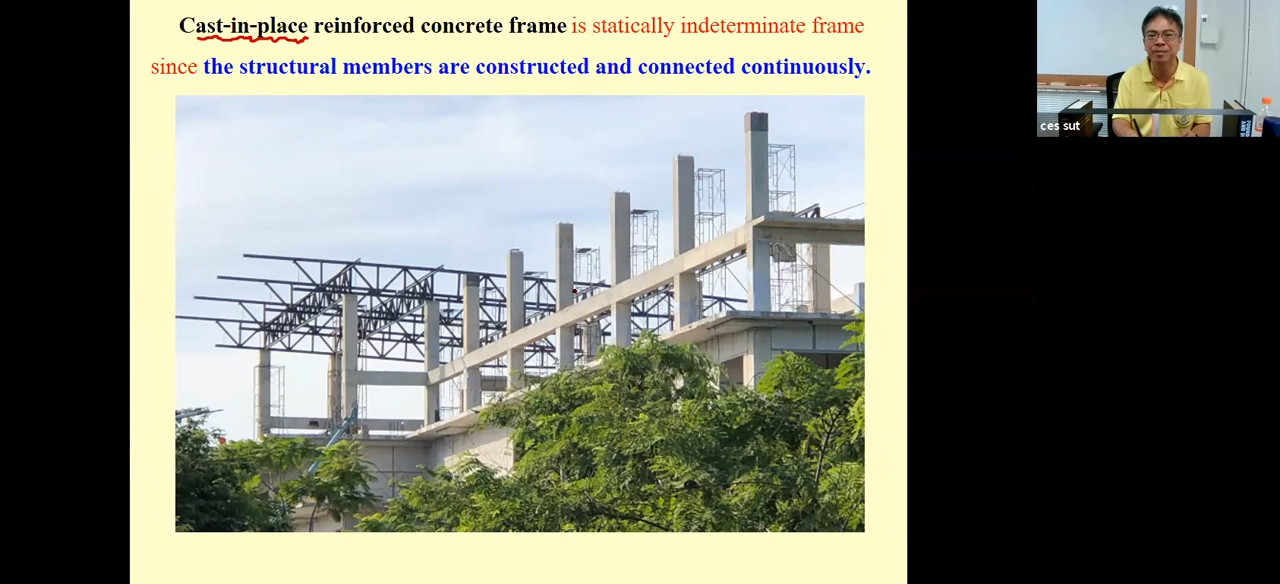 Cast-in-place reinforced concrete frame is statically indeterminate frame
since the structural members are constructed and connected continuously.
ces sut